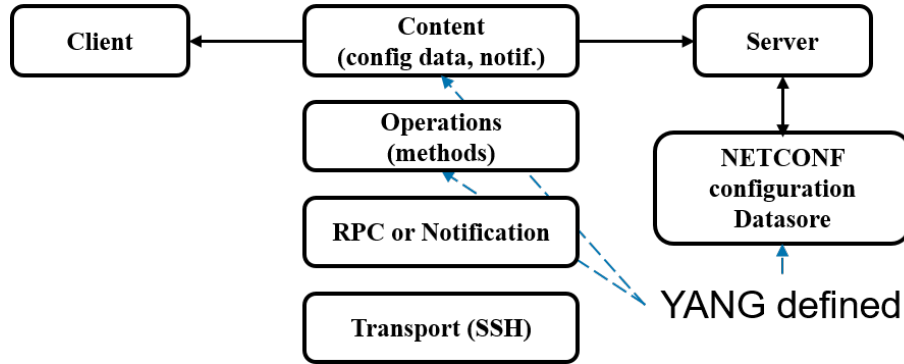 Client
Content
(config data, notif.)
Server
Operations
(methods)
NETCONF
configuration
Datasore
RPC or Notification
YANG defined
Transport (SSH)